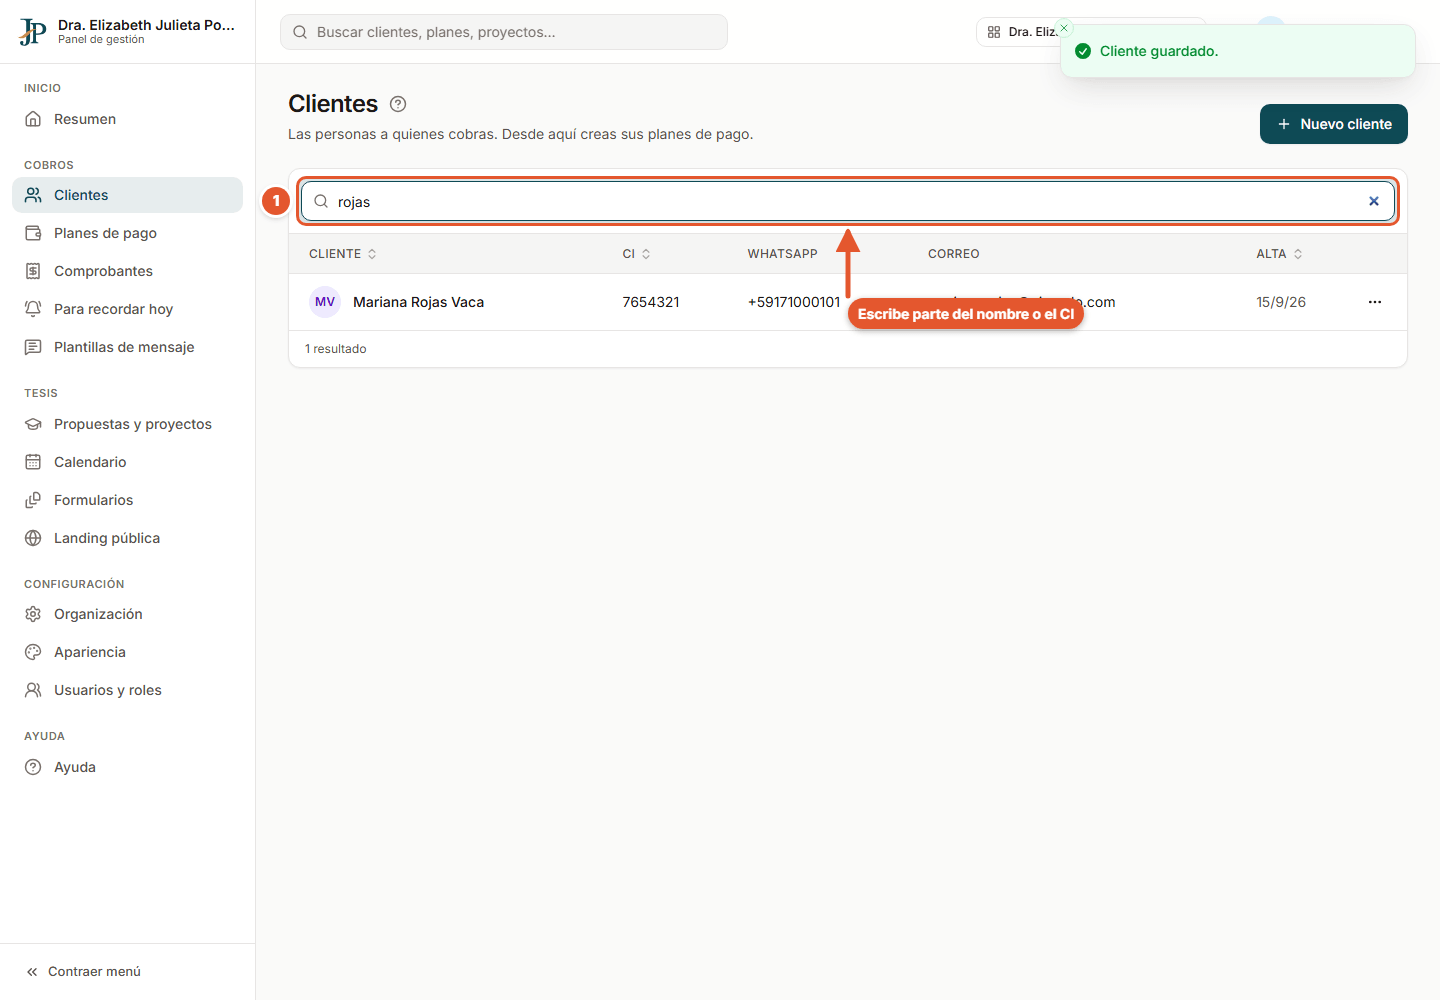 JP
Dra. Elizabeth Julieta Po...
Panel de gestión
Buscar clientes, planes, proyectos...
Dra. Eliz
Cliente guardado.
INICIO
Resumen
COBROS
Clientes
Planes de pago
Comprobantes
Para recordar hoy
Plantillas de mensaje
TESIS
Propuestas y proyectos
Calendario
Formularios
Landing pública
CONFIGURACIÓN
Organización
Apariencia
Usuarios y roles
AYUDA
Ayuda
Contraer menú
Clientes
Las personas a quienes cobras. Desde aquí creas sus planes de pago.
+ Nuevo cliente
1
rojas
CLIENTE CI WHATSAPP CORREO ALTA
MV Mariana Rojas Vaca 7654321 +59171000101 .com 15/9/26
Escribe parte del nombre o el CI
1 resultado